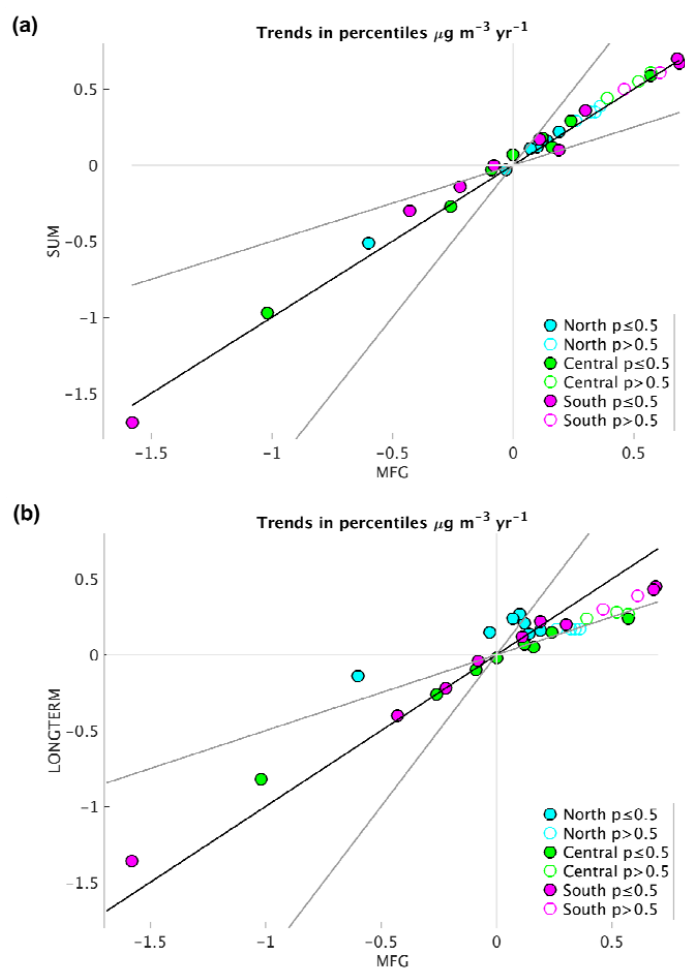 (a)
Trends in percentiles μg m⁻³ yr⁻¹
0.5
0
−0.5
−1
−1.5
SUM
−1.5
−1
−0.5
0
0.5
MFG
North p≤0.5
North p>0.5
Central p≤0.5
Central p>0.5
South p≤0.5
South p>0.5
(b)
Trends in percentiles μg m⁻³ yr⁻¹
0.5
0
−0.5
−1
−1.5
LONGTERM
−1.5
−1
−0.5
0
0.5
MFG
North p≤0.5
North p>0.5
Central p≤0.5
Central p>0.5
South p≤0.5
South p>0.5